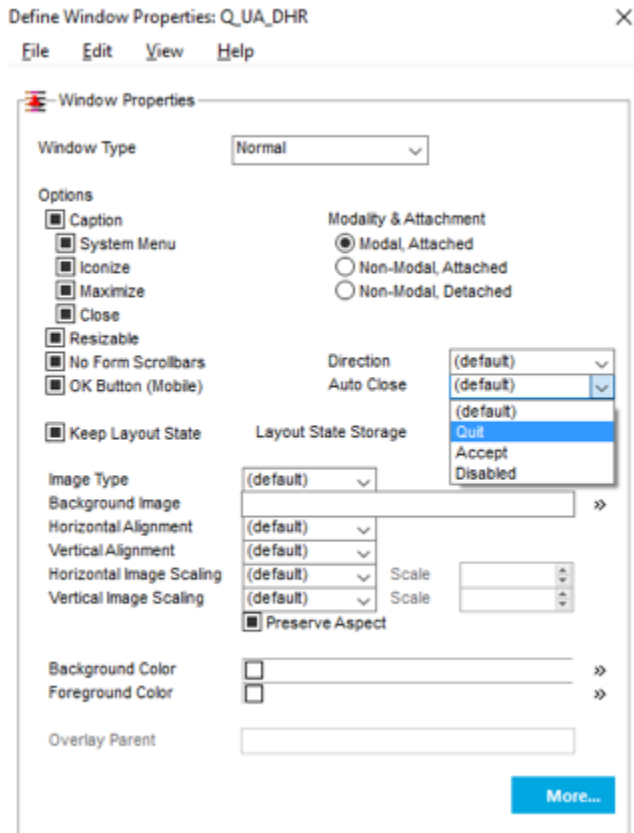 Define Window Properties: Q_UA_DHR
File Edit View Help
Window Properties
Window Type Normal
Options
Caption Modality & Attachment
System Menu Modal, Attached
Iconize Non-Modal, Attached
Maximize Non-Modal, Detached
Close
Resizable
No Form Scrollbars Direction (default)
OK Button (Mobile) Auto Close (default)
(default)
Keep Layout State Layout State Storage Quit
Accept
Disabled
Image Type (default)
Background Image »
Horizontal Alignment (default)
Vertical Alignment (default)
Horizontal Image Scaling (default) Scale
Vertical Image Scaling (default) Scale
Preserve Aspect
Background Color »
Foreground Color »
Overlay Parent
More...